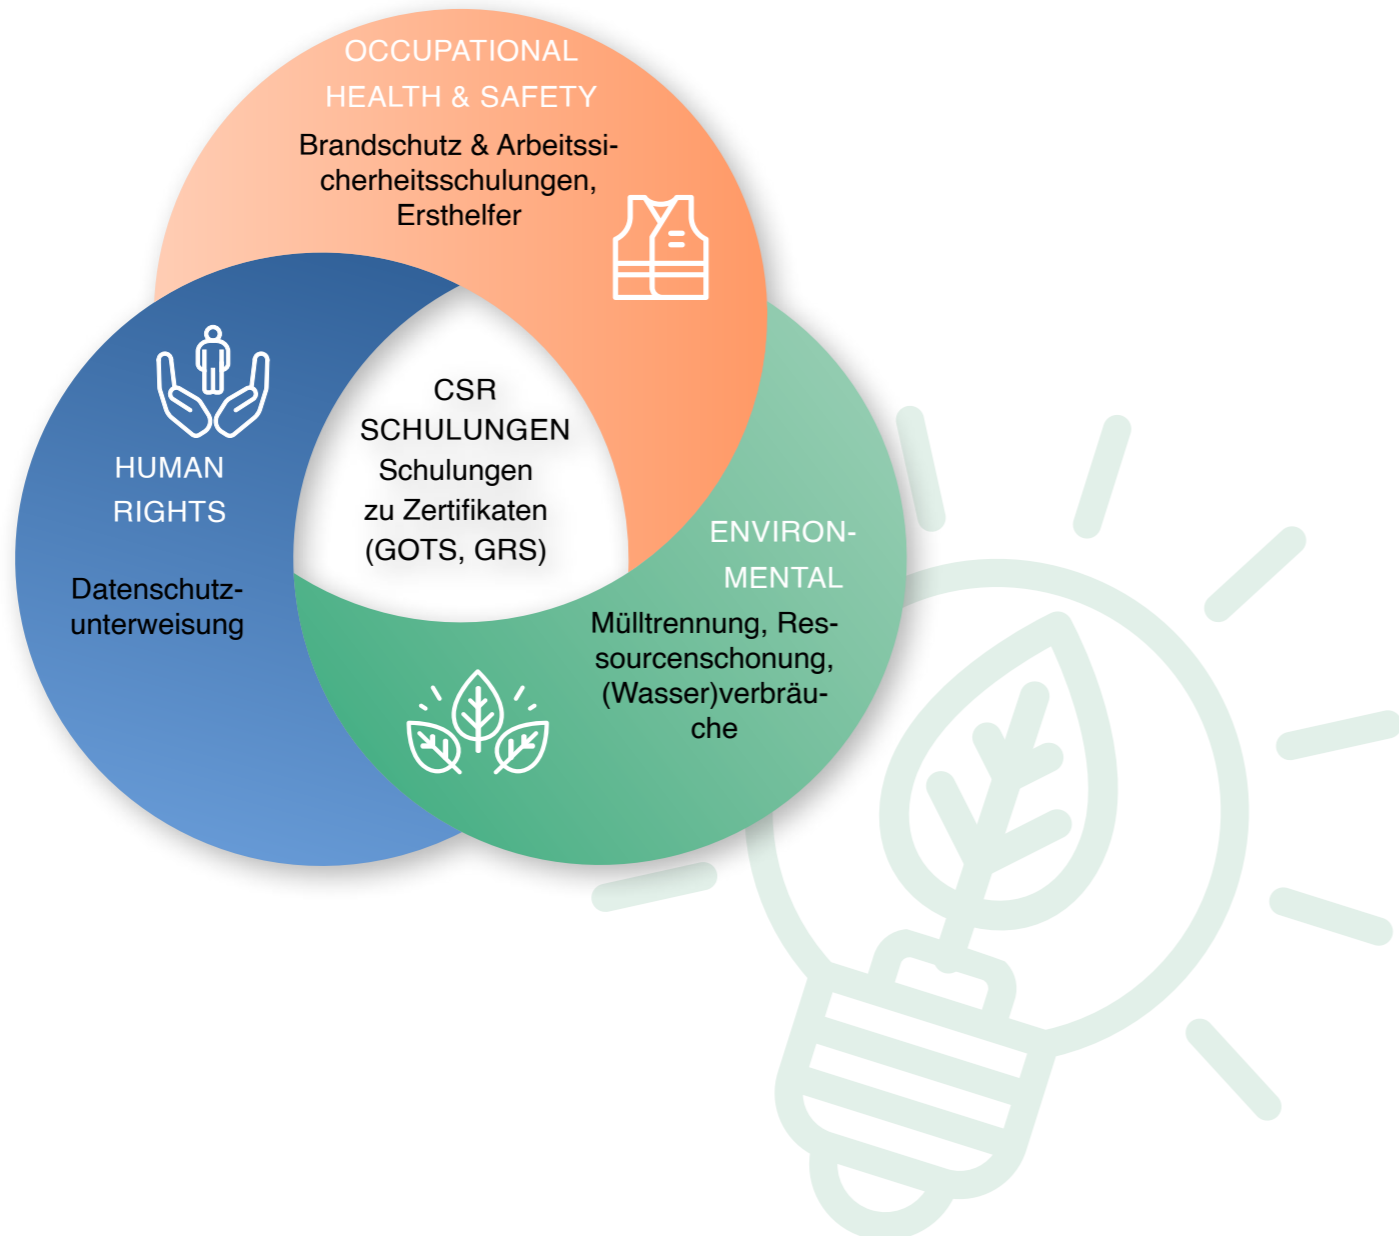 OCCUPATIONAL
HEALTH & SAFETY
Brandschutz & Arbeitssi-
cherheitsschulungen,
Ersthelfer
HUMAN
RIGHTS
Datenschutz-
unterweisung
CSR
SCHULUNGEN
Schulungen
zu Zertifikaten
(GOTS, GRS)
ENVIRON-
MENTAL
Mülltrennung, Res-
sourcenschonung,
(Wasser)verbräu-
che